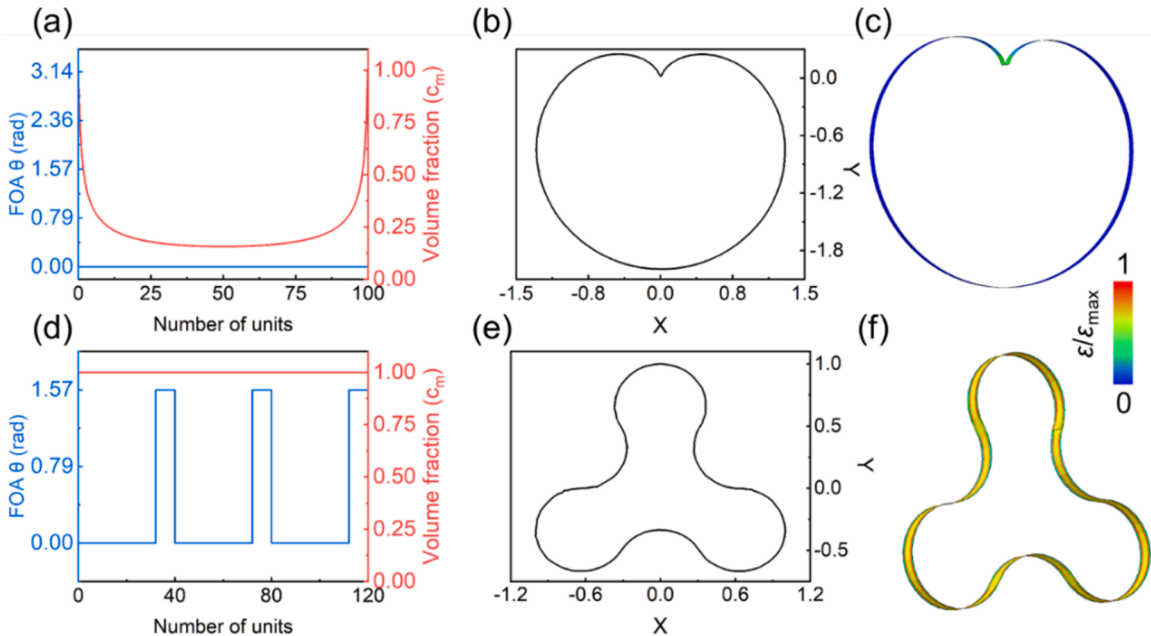 (a)
3.14
2.36
1.57
0.79
0.00
FOA θ (rad)
1.00
0.75
0.50
0.25
0.00
Volume fraction (cm)
0 25 50 75 100
Number of units
(b)
0.0
-0.6
-1.2
-1.8
Y
-1.5 -0.8 0.0 0.8 1.5
X
(c)
1
ε/εmax
0
(d)
1.57
0.79
0.00
FOA θ (rad)
1.00
0.75
0.50
0.25
0.00
Volume fraction (cm)
0 40 80 120
Number of units
(e)
1.0
0.5
0.0
-0.5
Y
-1.2 -0.6 0.0 0.6 1.2
X
(f)